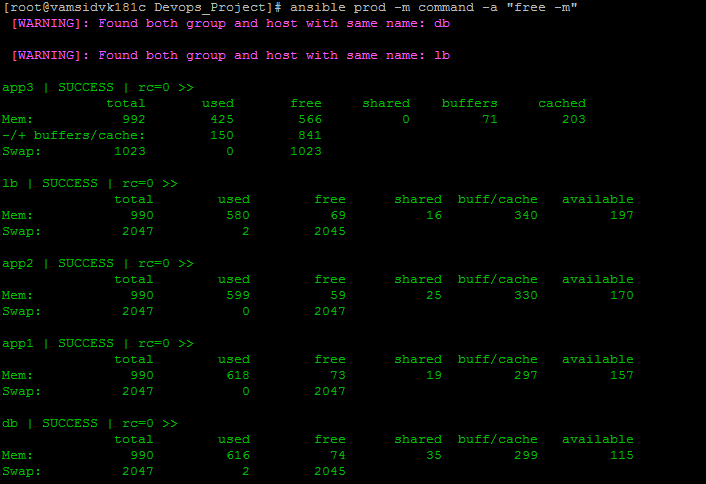 [root@vamsidvk181c Devops_Project]# ansible prod -m command -a "free -m"
[WARNING]: Found both group and host with same name: db
[WARNING]: Found both group and host with same name: lb
app3 | SUCCESS | rc=0 >>
total used free shared buffers cached
Mem: 992 425 566 0 71 203
-/+ buffers/cache: 150 841
Swap: 1023 0 1023
lb | SUCCESS | rc=0 >>
total used free shared buff/cache available
Mem: 990 580 69 16 340 197
Swap: 2047 2 2045
app2 | SUCCESS | rc=0 >>
total used free shared buff/cache available
Mem: 990 599 59 25 330 170
Swap: 2047 0 2047
app1 | SUCCESS | rc=0 >>
total used free shared buff/cache available
Mem: 990 618 73 19 297 157
Swap: 2047 0 2047
db | SUCCESS | rc=0 >>
total used free shared buff/cache available
Mem: 990 616 74 35 299 115
Swap: 2047 2 2045